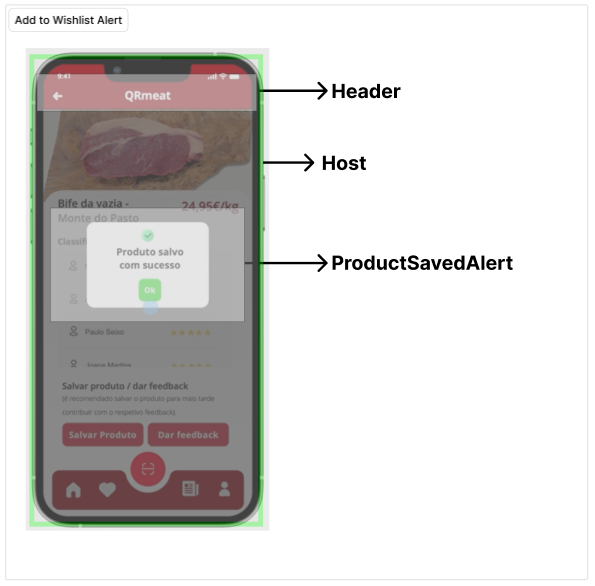 Add to Wishlist Alert
9:41
QRmeat
Header
Host
Bife da vazia -
24,95€/kg
Monte do Pasto
Produto salvo
com sucesso
Ok
ProductSavedAlert
Paulo Seixo
Joana Martins
Salvar produto / dar feedback
(é recomendado salvar o produto para mais tarde
contribuir com o respetivo feedback)
Salvar Produto
Dar feedback